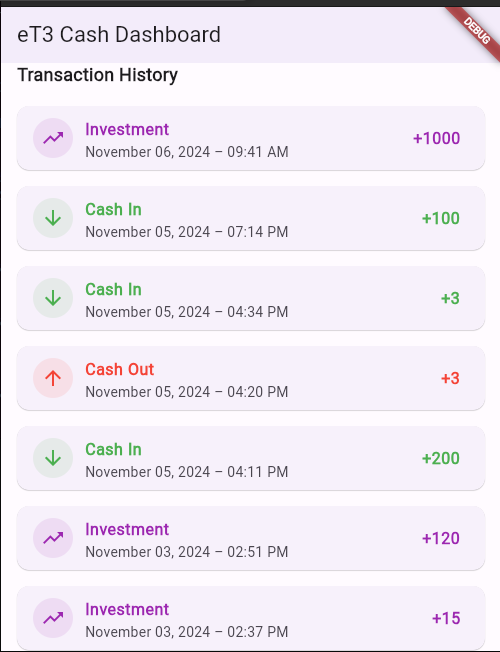 eT3 Cash Dashboard
DEBUG
Transaction History
Investment
November 06, 2024 – 09:41 AM
+1000
Cash In
November 05, 2024 – 07:14 PM
+100
Cash In
November 05, 2024 – 04:34 PM
+3
Cash Out
November 05, 2024 – 04:20 PM
+3
Cash In
November 05, 2024 – 04:11 PM
+200
Investment
November 03, 2024 – 02:51 PM
+120
Investment
November 03, 2024 – 02:37 PM
+15